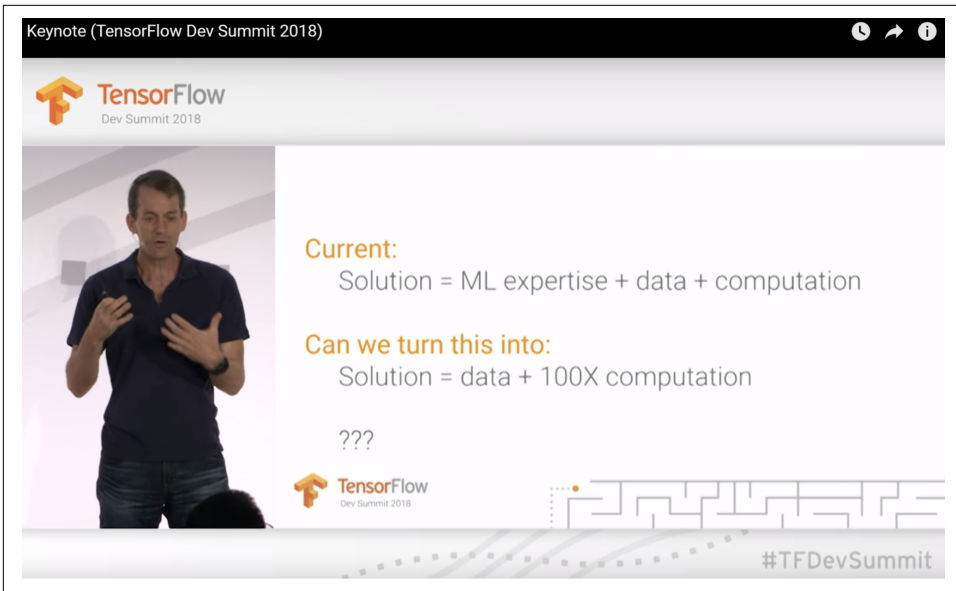 Keynote (TensorFlow Dev Summit 2018)
TensorFlow
Dev Summit 2018
Current:
Solution = ML expertise + data + computation
Can we turn this into:
Solution = data + 100X computation
???
TensorFlow
Dev Summit 2018
#TFDevSummit